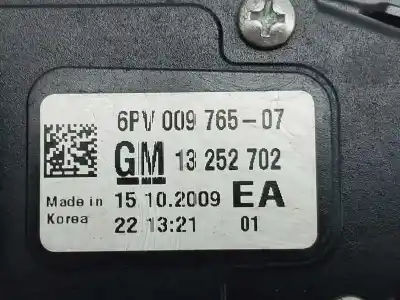 6PV 009 765-07
GM 13 252 702
Made in Korea 15.10.2009 EA
22 13:21 01